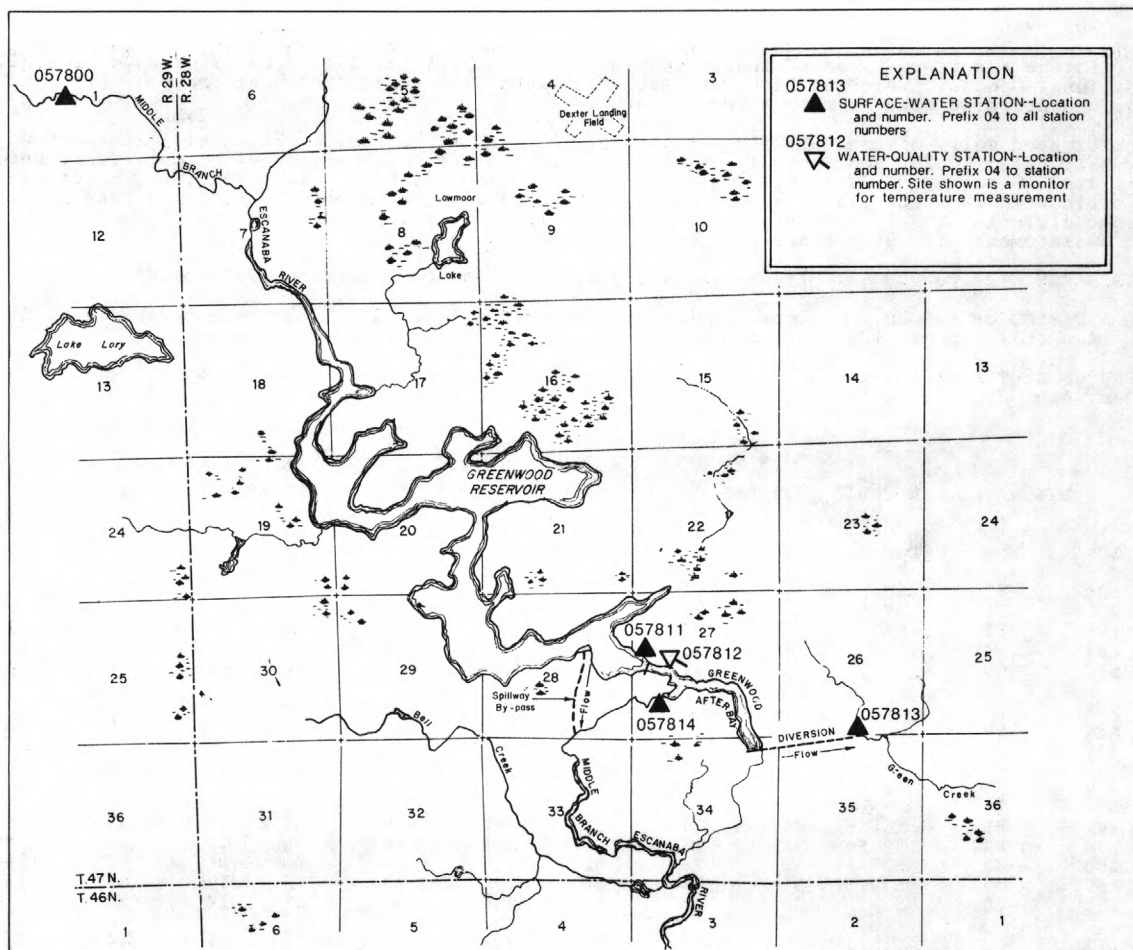 057800
R. 29 W.
R. 28 W.
MIDDLE
BRANCH
ESCANABA
RIVER
5
4
3
Dexter Landing
Field
EXPLANATION
057813
SURFACE-WATER STATION--Location
and number. Prefix 04 to all station
numbers
057812
WATER-QUALITY STATION--Location
and number. Prefix 04 to station
number. Site shown is a monitor
for temperature measurement
12
7
8
Lowmoor
Lake
9
10
Lake Lory
13
18
17
16
15
14
13
GREENWOOD
RESERVOIR
24
19
20
21
22
23
24
057811
27
057812
GREENWOOD
AFTERBAY
25
30
29
28
26
25
Spillway
By-pass
Flow
057814
057813
DIVERSION
Flow
Bell
Creek
Green
Creek
MIDDLE
BRANCH
ESCANABA
RIVER
36
31
32
33
34
35
36
T. 47 N.
T. 46 N.
1
6
5
4
3
2
1